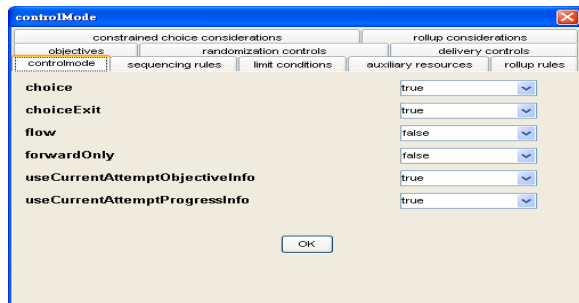 controlMode
constrained choice considerations rollup considerations
objectives randomization controls delivery controls
controlmode sequencing rules limit conditions auxiliary resources rollup rules
choice true
choiceExit true
flow false
forwardOnly false
useCurrentAttemptObjectiveInfo true
useCurrentAttemptProgressInfo true
OK